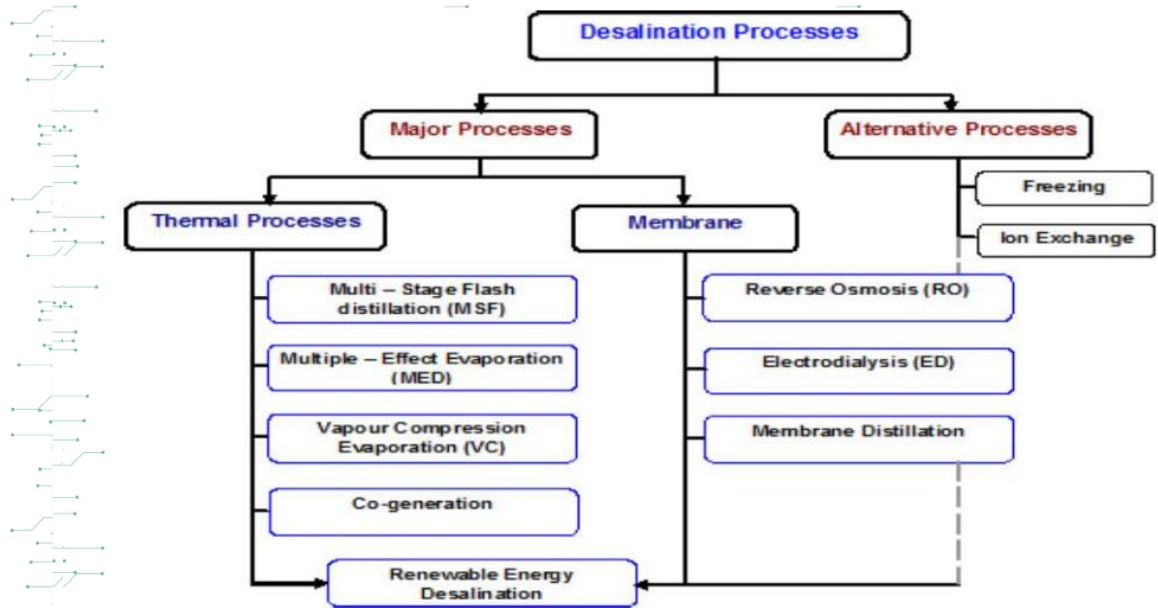 Desalination Processes
Major Processes
Alternative Processes
Freezing
Ion Exchange
Thermal Processes
Membrane
Multi – Stage Flash
distillation (MSF)
Multiple – Effect Evaporation
(MED)
Vapour Compression
Evaporation (VC)
Co-generation
Reverse Osmosis (RO)
Electrodialysis (ED)
Membrane Distillation
Renewable Energy
Desalination